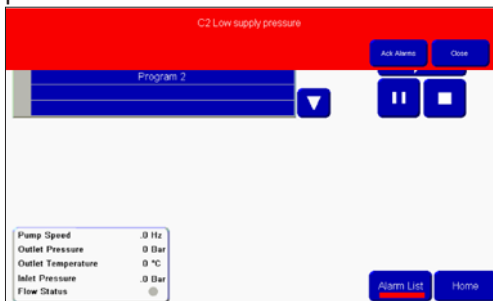 C2 Low supply pressure
Ack Alarms Close
Program 2
Pump Speed .0 Hz
Outlet Pressure 0 Bar
Outlet Temperature 0 °C
Inlet Pressure .0 Bar
Flow Status
Alarm List Home